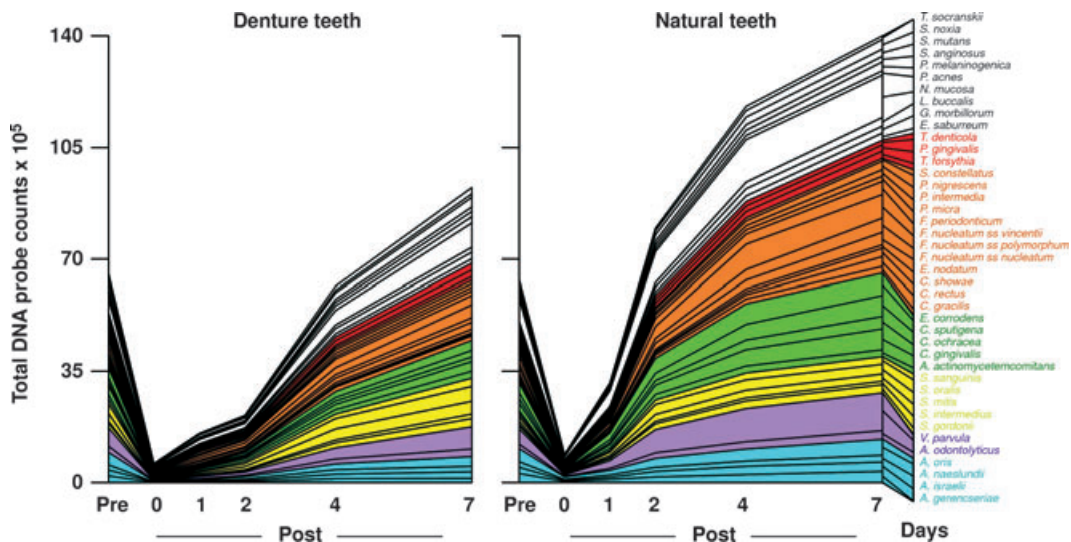 Denture teeth
Natural teeth
Total DNA probe counts x 10⁵
140
105
70
35
0
Pre 0 1 2 4 7
Post
Pre 0 1 2 4 7
Post
Days
T. socranskii
S. noxia
S. mutans
S. anginosus
P. melaninogenica
P. acnes
N. mucosa
L. buccalis
G. morbillorum
E. saburreum
T. denticola
P. gingivalis
T. forsythia
S. constellatus
P. nigrescens
P. intermedia
P. micra
F. periodonticum
F. nucleatum ss vincentii
F. nucleatum ss polymorphum
F. nucleatum ss nucleatum
E. nodatum
C. showae
C. rectus
C. gracilis
E. corrodens
C. sputigena
C. ochracea
C. gingivalis
A. actinomycetemcomitans
S. sanguinis
S. oralis
S. mitis
S. intermedius
S. gordonii
V. parvula
A. odontolyticus
A. oris
A. naeslundii
A. israelii
A. gerencseriae